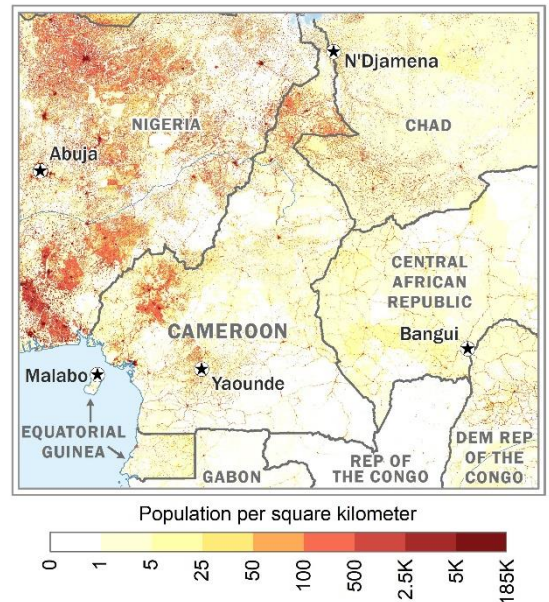 N'Djamena
NIGERIA
CHAD
Abuja
CENTRAL
AFRICAN
REPUBLIC
CAMEROON
Bangui
Malabo
Yaounde
EQUATORIAL
GUINEA
GABON
REP OF
THE CONGO
DEM REP
OF THE
CONGO
Population per square kilometer
0
1
5
25
50
100
500
2.5K
5K
185K